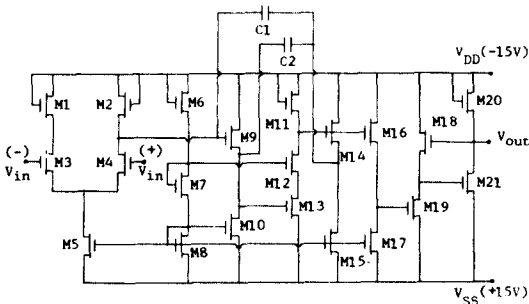 C1
C2
V_DD(-15V)
M1
M2
M6
M11
M20
M18
M9
M14
M16
V_out
(-)
V_in
M3
M4
(+)
V_in
M7
M12
M21
M10
M13
M19
M5
M8
M15
M17
V_SS(+15V)